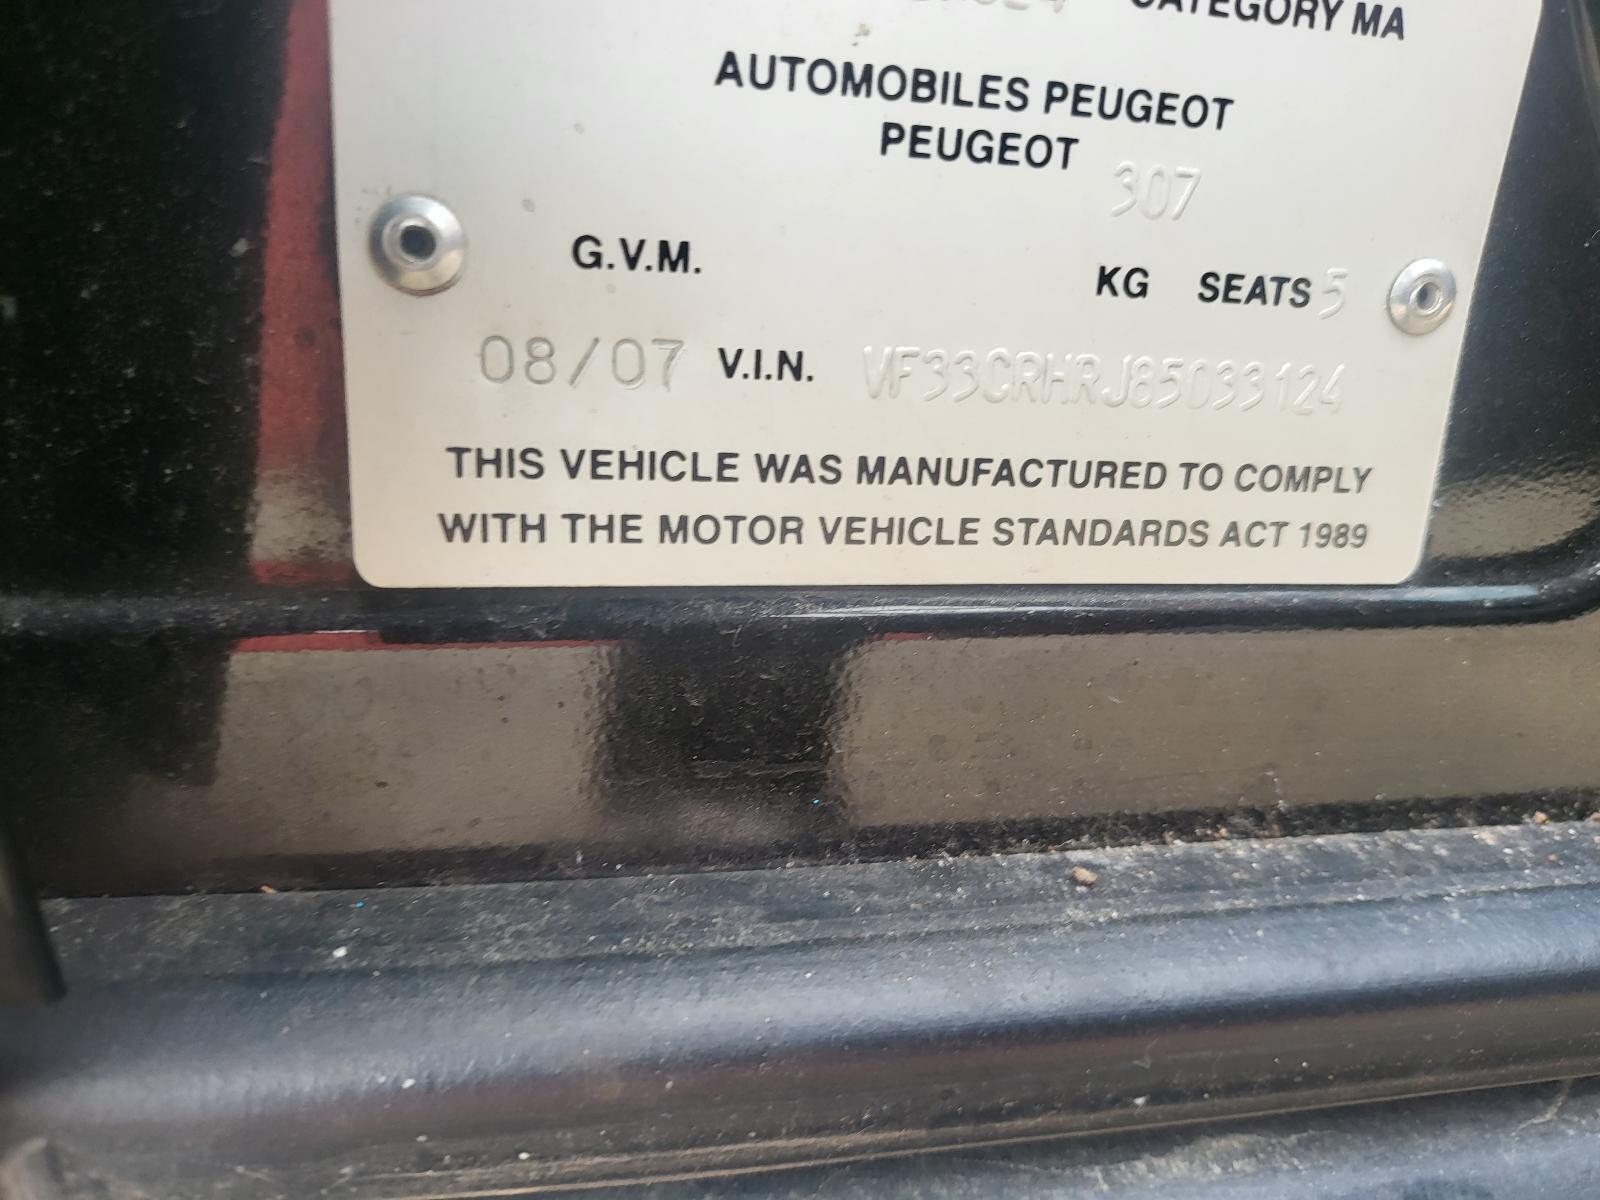 CATEGORY MA
AUTOMOBILES PEUGEOT
PEUGEOT 307
G.V.M. KG SEATS 5
08/07 V.I.N. VF33CRHRJ85033124
THIS VEHICLE WAS MANUFACTURED TO COMPLY
WITH THE MOTOR VEHICLE STANDARDS ACT 1989